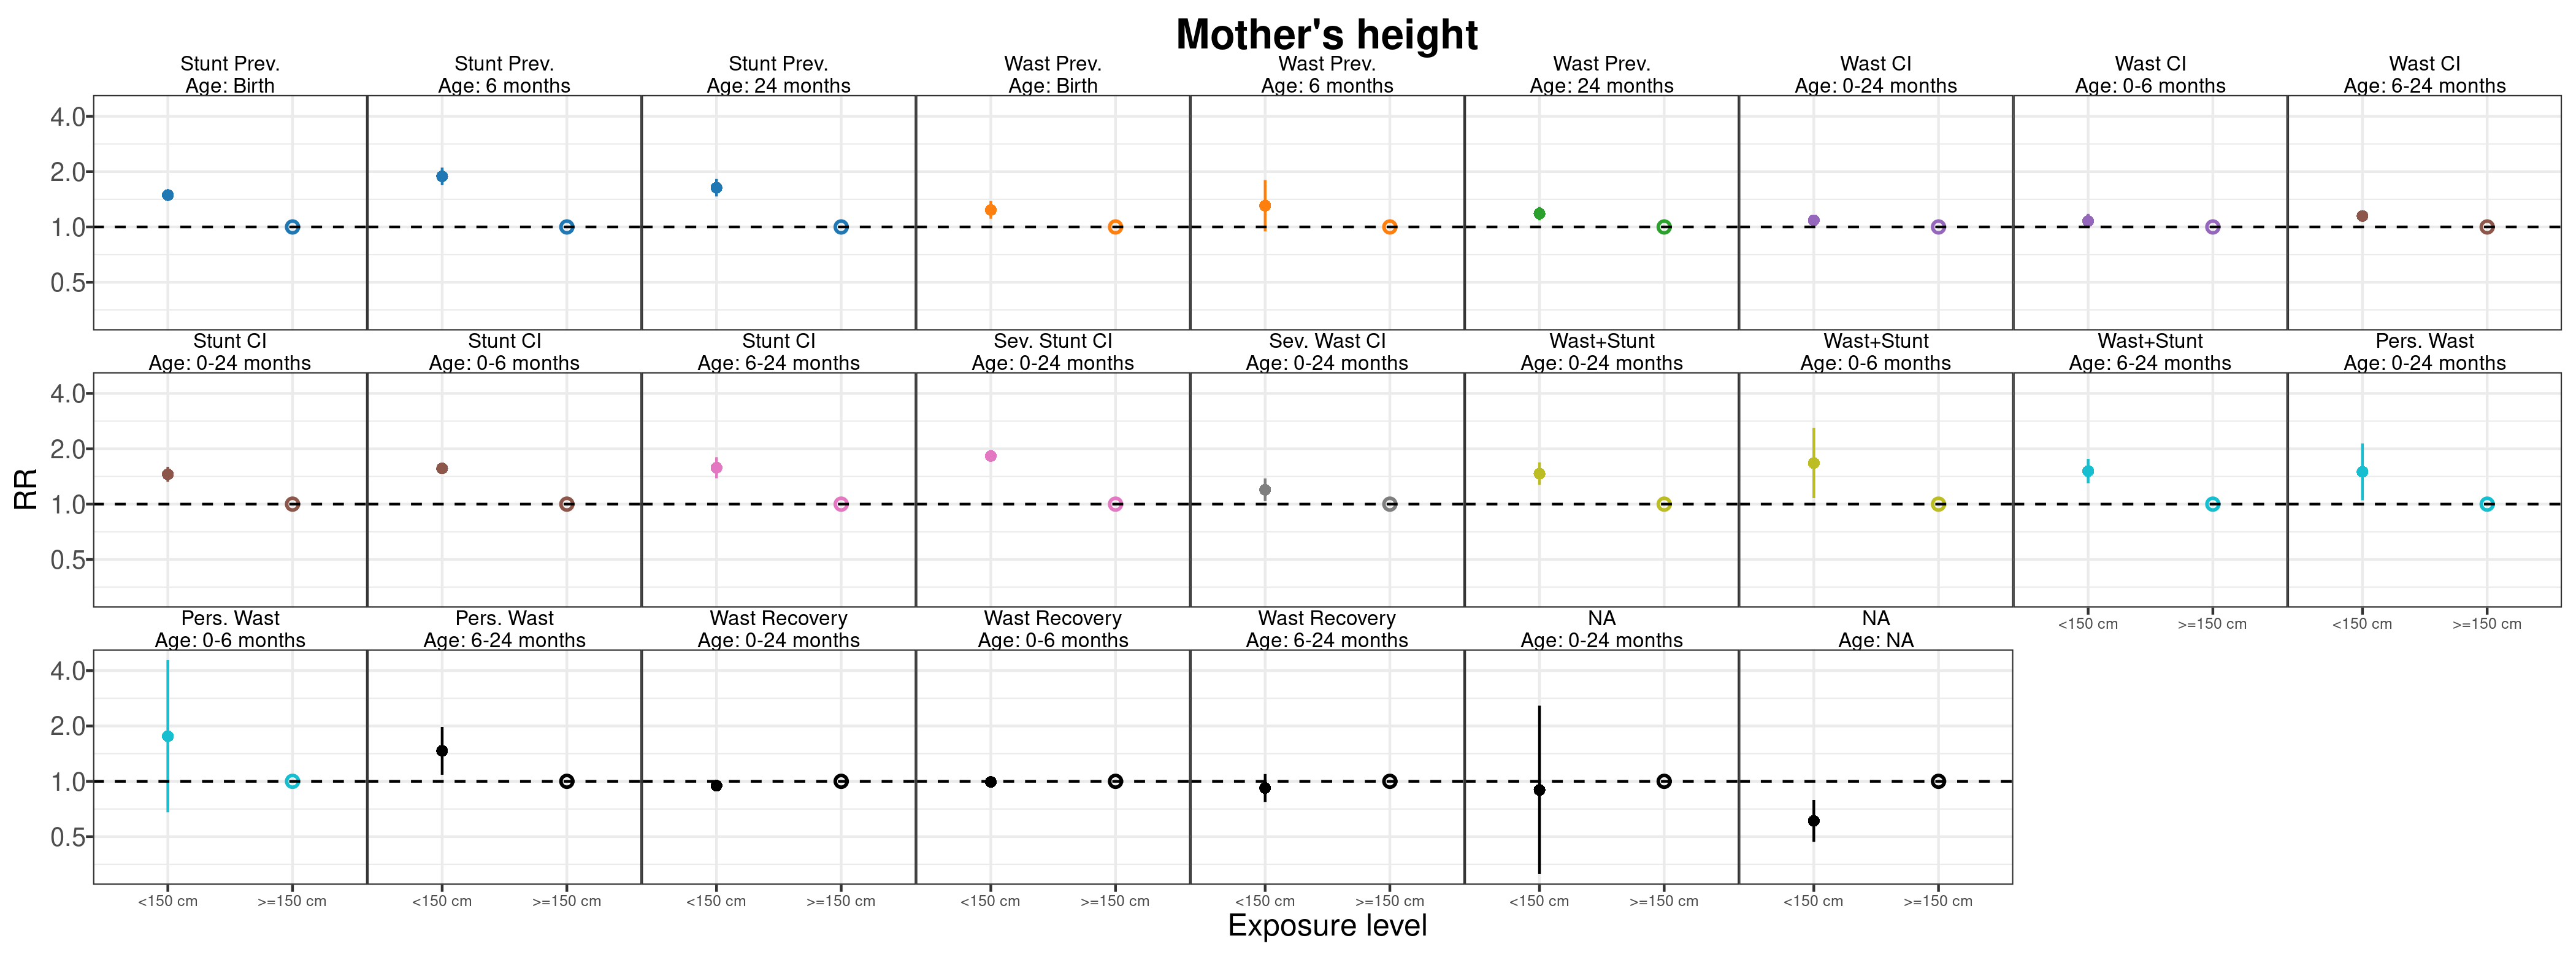 Mother's height
Stunt Prev. Stunt Prev. Stunt Prev. Wast Prev. Wast Prev. Wast Prev. Wast CI Wast CI Wast CI
Age: Birth Age: 6 months Age: 24 months Age: Birth Age: 6 months Age: 24 months Age: 0-24 months Age: 0-6 months Age: 6-24 months
4.0
2.0
1.0
0.5
Stunt CI Stunt CI Stunt CI Sev. Stunt CI Sev. Wast CI Wast+Stunt Wast+Stunt Wast+Stunt Pers. Wast
Age: 0-24 months Age: 0-6 months Age: 6-24 months Age: 0-24 months Age: 0-24 months Age: 0-24 months Age: 0-6 months Age: 6-24 months Age: 0-24 months
4.0
2.0
1.0
0.5
RR
<150 cm >=150 cm <150 cm >=150 cm
Pers. Wast Pers. Wast Wast Recovery Wast Recovery Wast Recovery NA NA
Age: 0-6 months Age: 6-24 months Age: 0-24 months Age: 0-6 months Age: 6-24 months Age: 0-24 months Age: NA
4.0
2.0
1.0
0.5
<150 cm >=150 cm <150 cm >=150 cm <150 cm >=150 cm <150 cm >=150 cm <150 cm >=150 cm <150 cm >=150 cm <150 cm >=150 cm
Exposure level